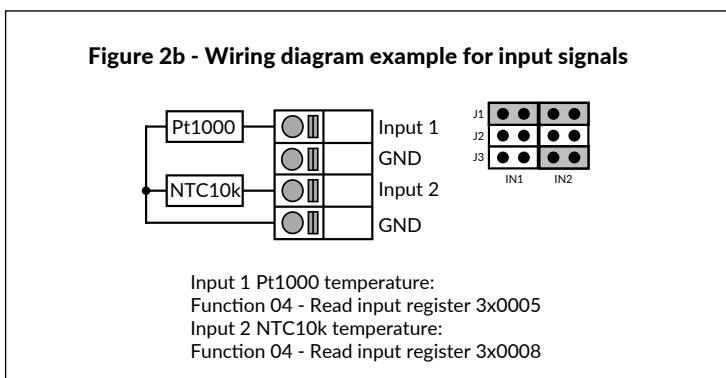 Figure 2b - Wiring diagram example for input signals
Pt1000
Input 1
GND
NTC10k
Input 2
GND
J1
J2
J3
IN1 IN2
Input 1 Pt1000 temperature:
Function 04 - Read input register 3x0005
Input 2 NTC10k temperature:
Function 04 - Read input register 3x0008